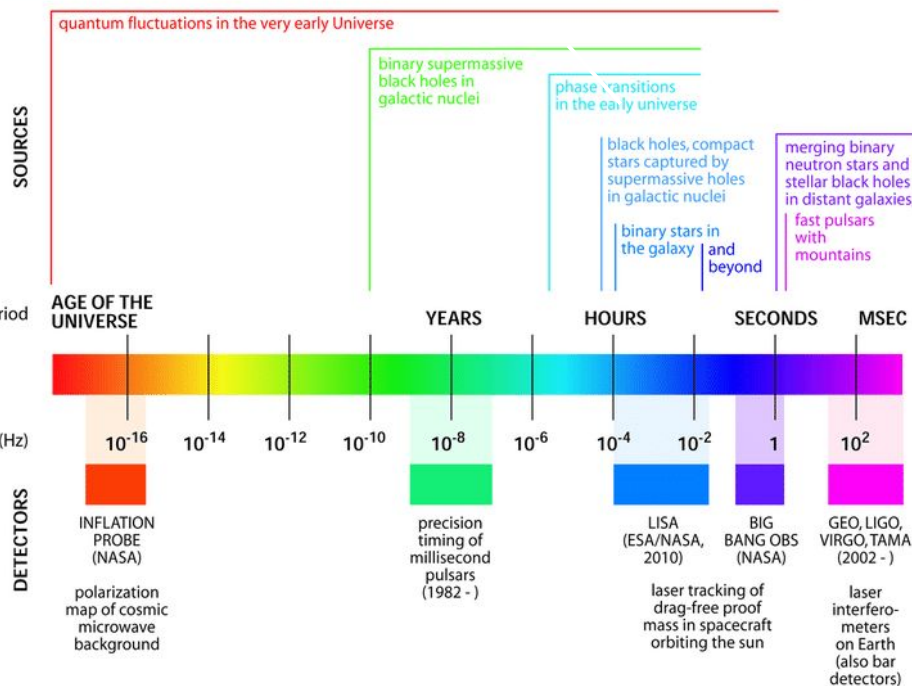 quantum fluctuations in the very early Universe
binary supermassive
black holes in
galactic nuclei
phase transitions
in the early universe
black holes, compact
stars captured by
supermassive holes
in galactic nuclei
merging binary
neutron stars and
stellar black holes
in distant galaxies
binary stars in
the galaxy
and
beyond
fast pulsars
with
mountains
SOURCES
riod
AGE OF THE
UNIVERSE
YEARS
HOURS
SECONDS
MSEC
(Hz)
10⁻¹⁶
10⁻¹⁴
10⁻¹²
10⁻¹⁰
10⁻⁸
10⁻⁶
10⁻⁴
10⁻²
1
10²
DETECTORS
INFLATION
PROBE
(NASA)
polarization
map of cosmic
microwave
background
precision
timing of
millisecond
pulsars
(1982 - )
LISA
(ESA/NASA,
2010)
BIG
BANG OBS
(NASA)
laser tracking of
drag-free proof
mass in spacecraft
orbiting the sun
GEO, LIGO,
VIRGO, TAMA
(2002 - )
laser
interfero-
meters
on Earth
(also bar
detectors)